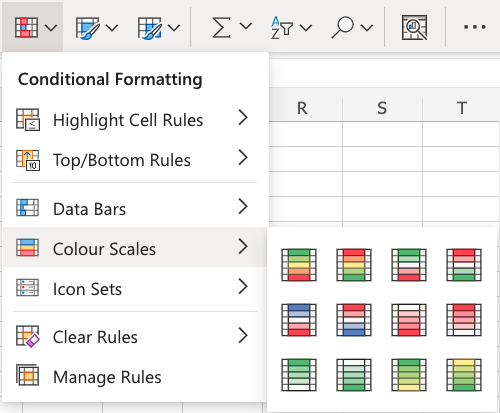 Conditional Formatting
R S T
Highlight Cell Rules
Top/Bottom Rules
10
Data Bars
Colour Scales
Icon Sets
Clear Rules
Manage Rules
A
Z